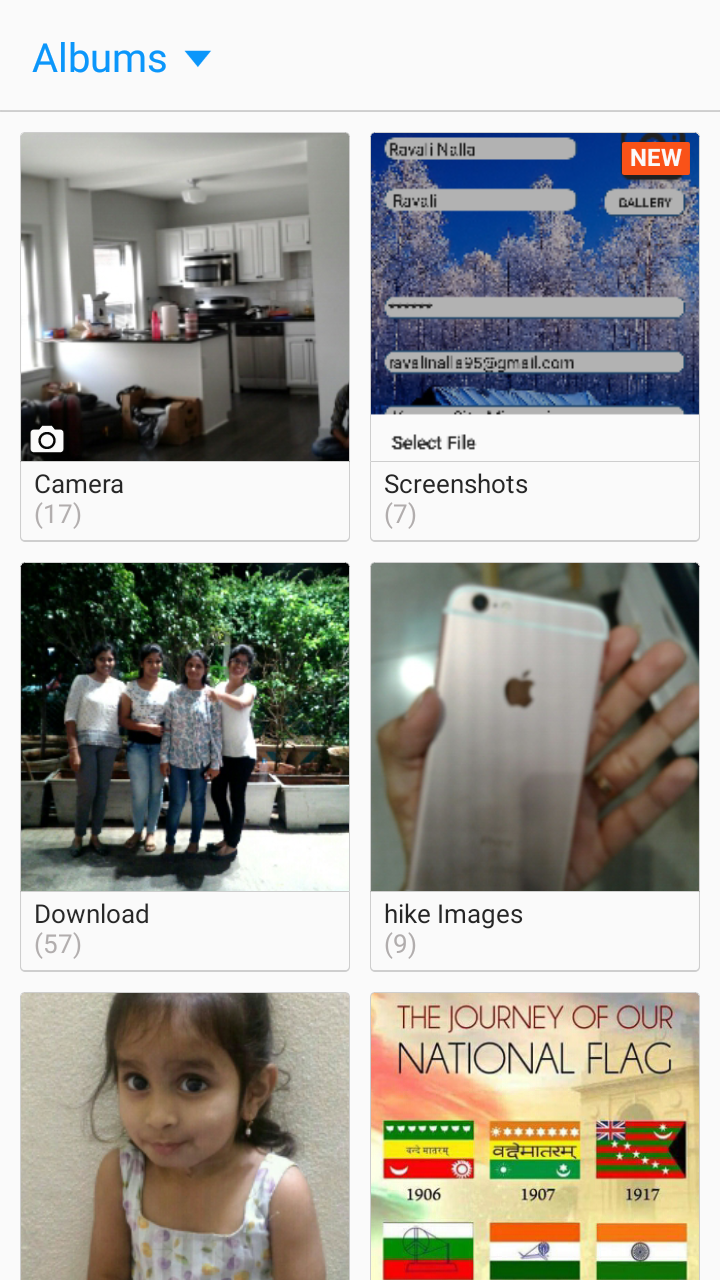 Albums
Ravali Nalla
NEW
Ravali
GALLERY
ravalinalla95@gmail.com
Select File
Camera
(17)
Screenshots
(7)
Download
(57)
hike Images
(9)
THE JOURNEY OF OUR
NATIONAL FLAG
वन्दे मातरम्
वन्देमातरम्
1906
1907
1917